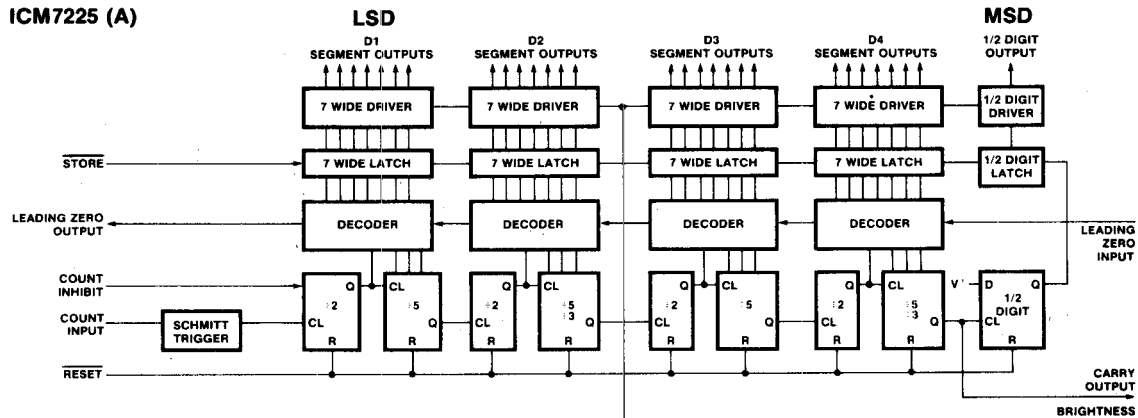 ICM7225 (A)
LSD
MSD
D1
SEGMENT OUTPUTS
D2
SEGMENT OUTPUTS
D3
SEGMENT OUTPUTS
D4
SEGMENT OUTPUTS
1/2 DIGIT
OUTPUT
7 WIDE DRIVER
7 WIDE DRIVER
7 WIDE DRIVER
7 WIDE DRIVER
1/2 DIGIT
DRIVER
STORE
7 WIDE LATCH
7 WIDE LATCH
7 WIDE LATCH
7 WIDE LATCH
1/2 DIGIT
LATCH
LEADING ZERO
OUTPUT
DECODER
DECODER
DECODER
DECODER
LEADING
ZERO
INPUT
COUNT
INHIBIT
Q
CL
Q
CL
Q
CL
Q
CL
V+
D
Q
÷2
÷5
÷2
÷5
÷3
÷2
÷5
÷2
÷5
÷3
1/2
DIGIT
COUNT
INPUT
SCHMITT
TRIGGER
CL
Q
CL
Q
CL
Q
CL
Q
CL
R
R
R
R
R
R
R
R
R
RESET
CARRY
OUTPUT
BRIGHTNESS